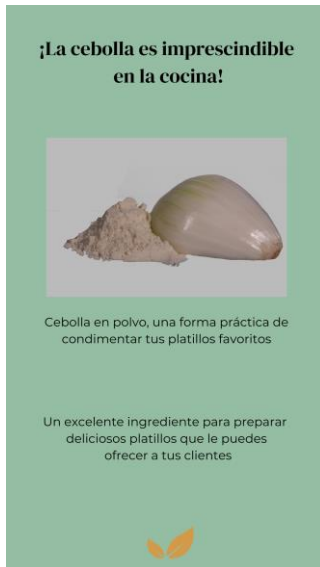 ¡La cebolla es imprescindible
en la cocina!
Cebolla en polvo, una forma práctica de
condimentar tus platillos favoritos
Un excelente ingrediente para preparar
deliciosos platillos que le puedes
ofrecer a tus clientes